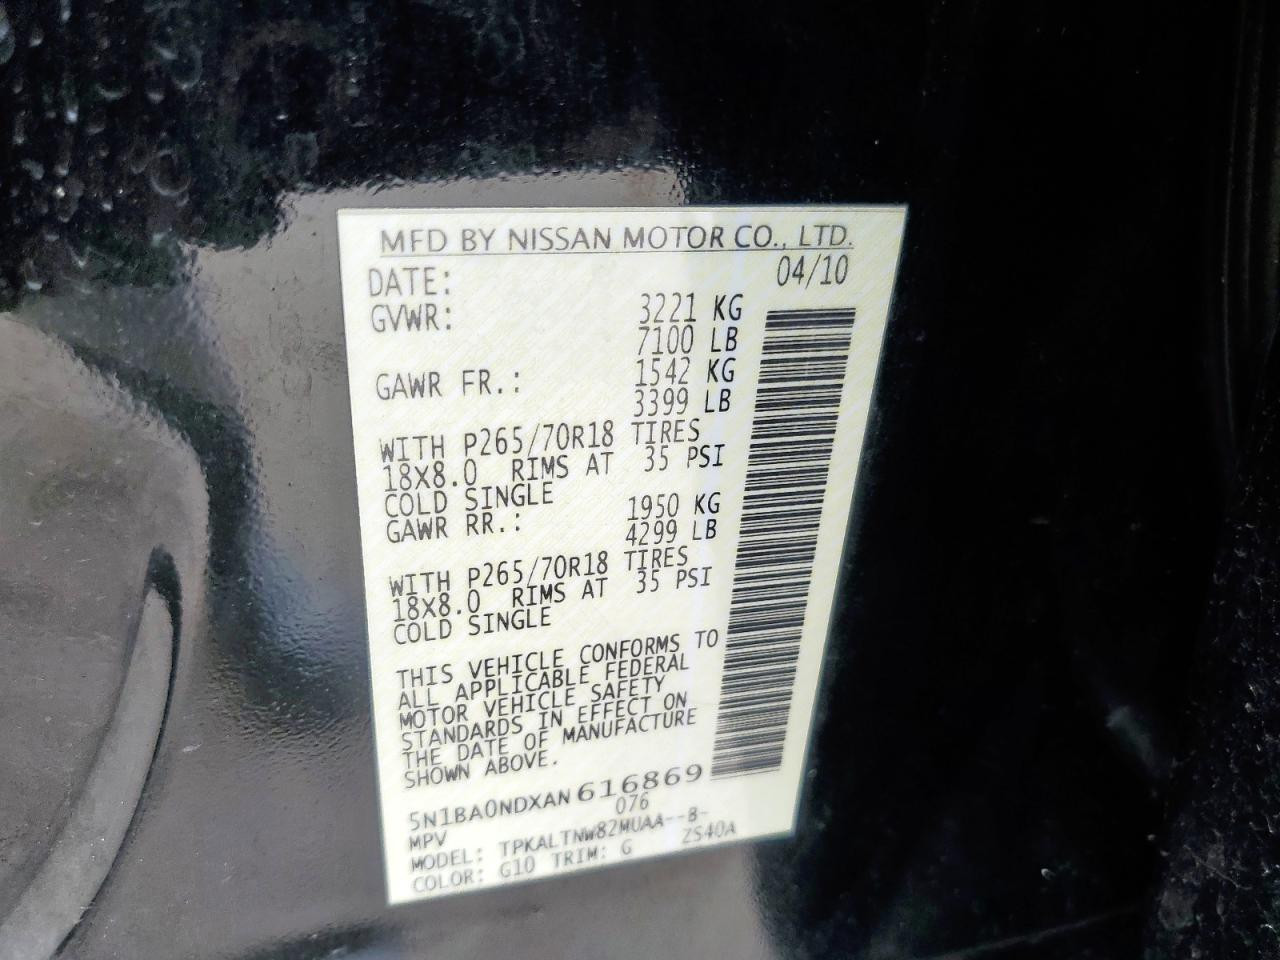 MFD BY NISSAN MOTOR CO., LTD.
DATE: 04/10
GVWR: 3221 KG
7100 LB
GAWR FR.: 1542 KG
3399 LB
WITH P265/70R18 TIRES
18X8.0 RIMS AT 35 PSI
COLD SINGLE
GAWR RR.: 1950 KG
4299 LB
WITH P265/70R18 TIRES
18X8.0 RIMS AT 35 PSI
COLD SINGLE
THIS VEHICLE CONFORMS TO
ALL APPLICABLE FEDERAL
MOTOR VEHICLE SAFETY
STANDARDS IN EFFECT ON
THE DATE OF MANUFACTURE
SHOWN ABOVE.
5N1BA0NDXAN616869
MPV 076
MODEL: TPKALTNW82MUAA--B-
COLOR: G10 TRIM: G ZS40A